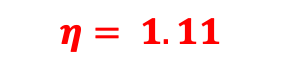 η = 1.11